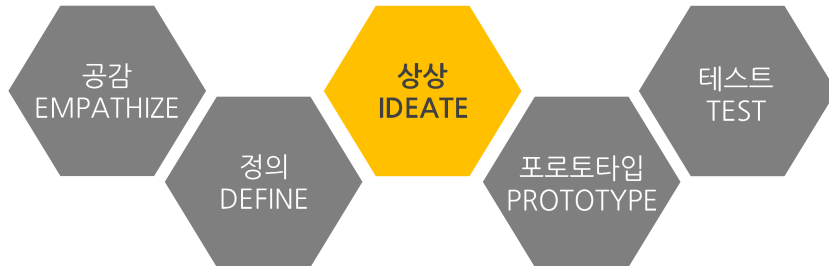 공감
EMPATHIZE
정의
DEFINE
상상
IDEATE
포로토타입
PROTOTYPE
테스트
TEST